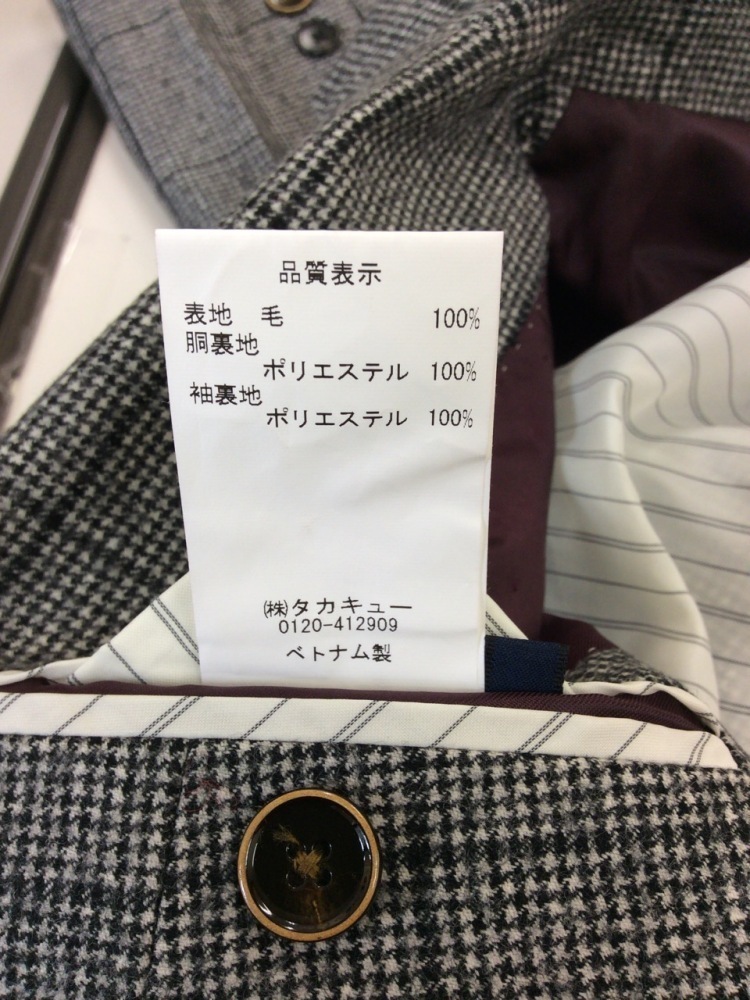 品質表示
表地 毛 100%
胴裏地
ポリエステル 100%
袖裏地
ポリエステル 100%
㈱タカキュー
0120-412909
ベトナム製